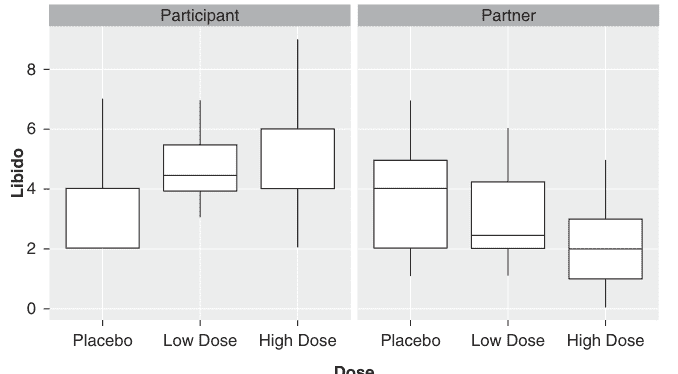 Participant Partner
Libido
8
6
4
2
0
Placebo Low Dose High Dose Placebo Low Dose High Dose
Dose